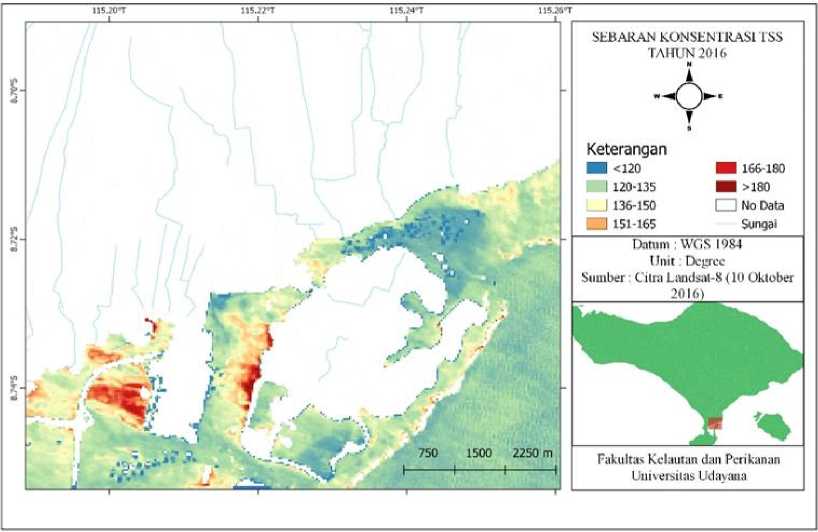 115.20°T 115.22°T 115.24°T 115.26°T
8.70°S
8.72°S
8.74°S
750 1500 2250 m
SEBARAN KONSENTRASI TSS
TAHUN 2016
N
W E
S
Keterangan
<120
120-135
136-150
151-165
166-180
>180
No Data
Sungai
Datum : WGS 1984
Unit : Degree
Sumber : Citra Landsat-8 (10 Oktober
2016)
Fakultas Kelautan dan Perikanan
Universitas Udayana